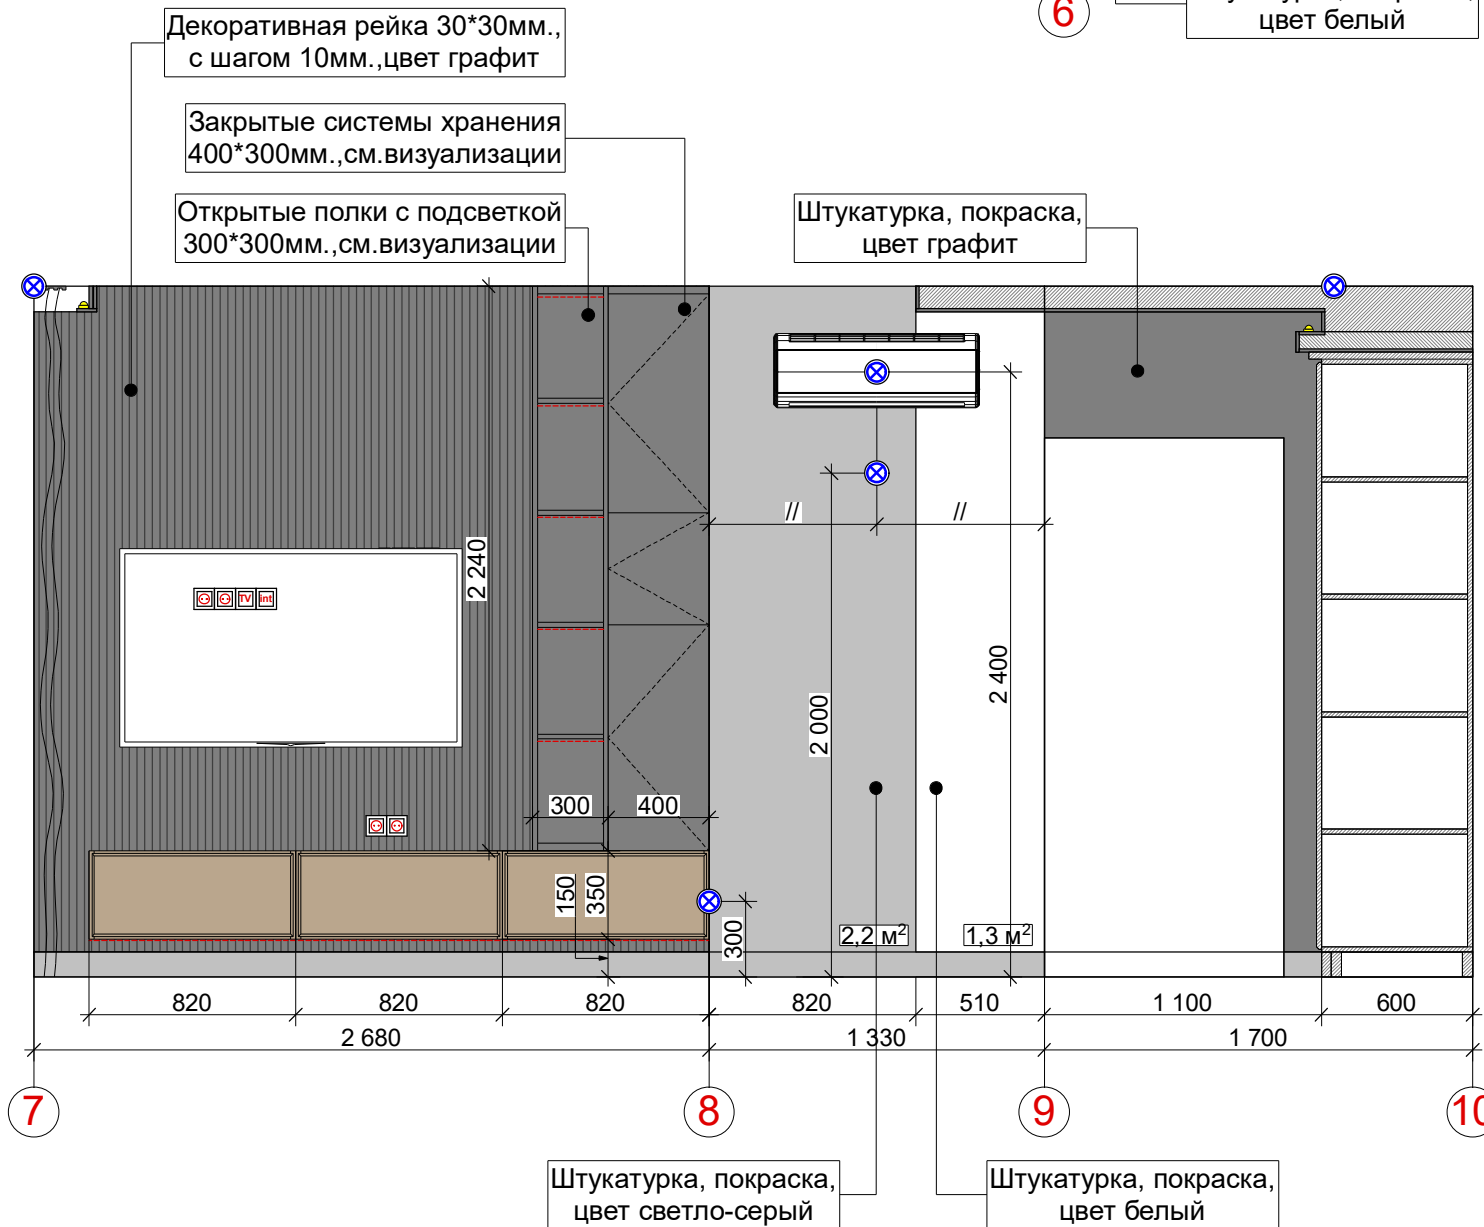 6
цвет белый
Декоративная рейка 30*30мм.,
с шагом 10мм.,цвет графит
Закрытые системы хранения
400*300мм.,см.визуализации
Открытые полки с подсветкой
300*300мм.,см.визуализации
Штукатурка, покраска,
цвет графит
//
//
2 240
TV
int
2 400
2 000
300
400
150
350
300
2,2 м²
1,3 м²
820
820
820
820
510
1 100
600
2 680
1 330
1 700
7
8
9
10
Штукатурка, покраска,
цвет светло-серый
Штукатурка, покраска,
цвет белый